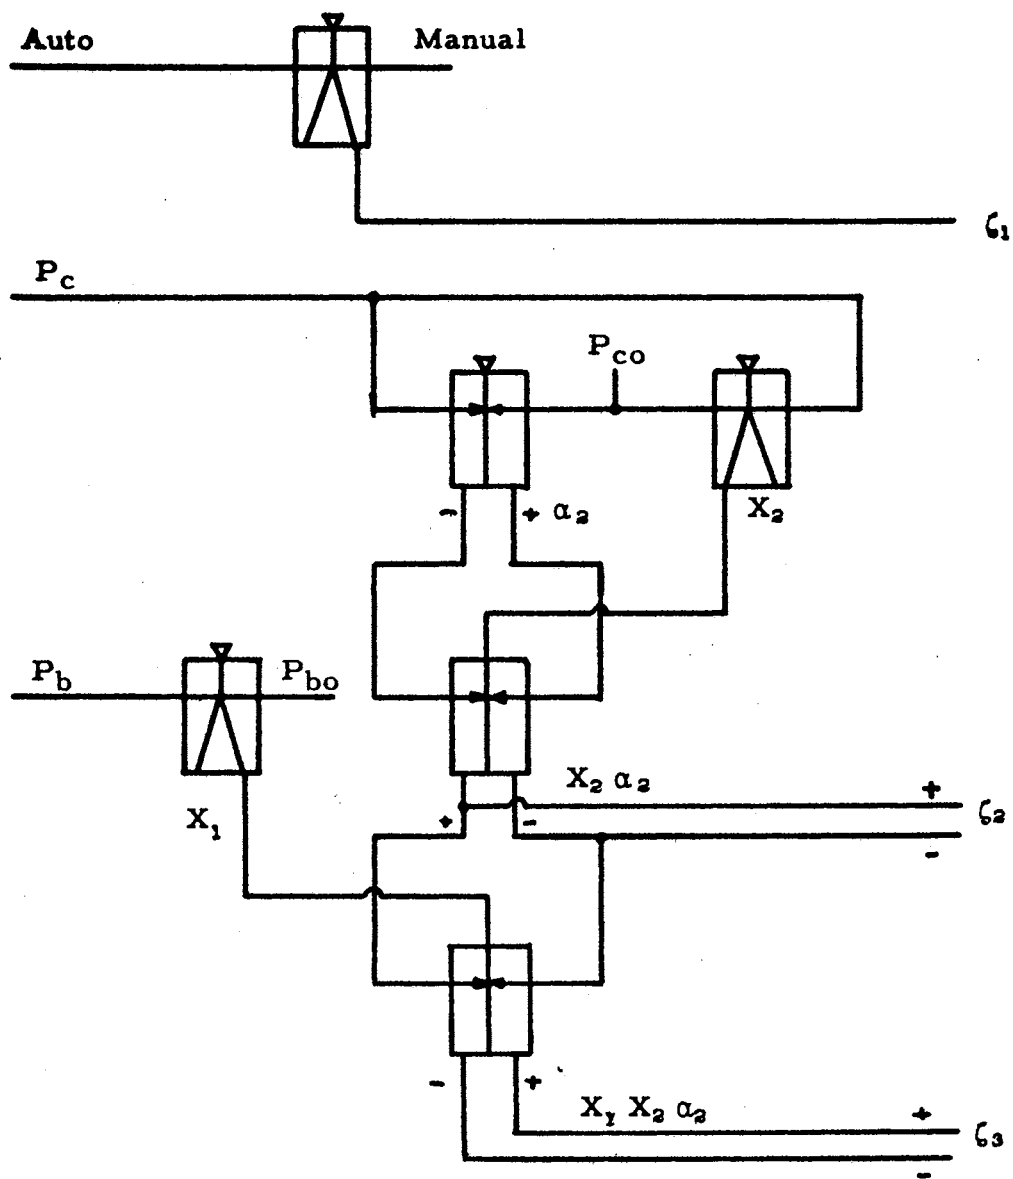 Auto Manual
ζ₁
P_c
P_co
- + α₂ X₂
P_b P_bo
X₂ α₂ +
X₁ + - ζ₂
-
- +
X₁ X₂ α₂ + ζ₃
-